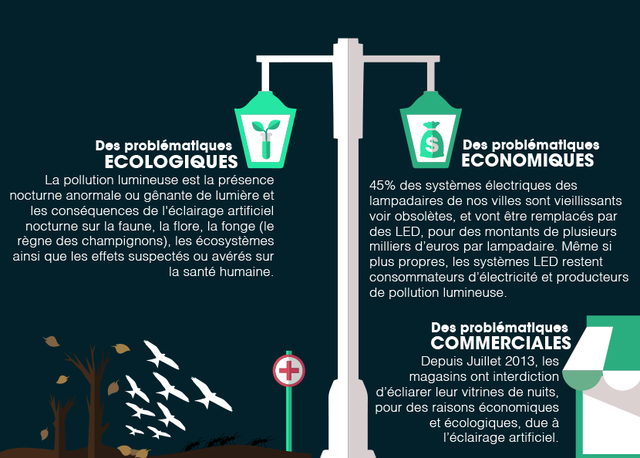 Des problématiques
ECOLOGIQUES
La pollution lumineuse est la présence
nocturne anormale ou gênante de lumière et
les conséquences de l'éclairage artificiel
nocturne sur la faune, la flore, la fonge (le
règne des champignons), les écosystèmes
ainsi que les effets suspectés ou avérés sur
la santé humaine.
$
Des problématiques
ECONOMIQUES
45% des systèmes électriques des
lampadaires de nos villes sont vieillissants
voir obsolètes, et vont être remplacés par
des LED, pour des montants de plusieurs
milliers d'euros par lampadaire. Même si
plus propres, les systèmes LED restent
consommateurs d'électricité et producteurs
de pollution lumineuse.
Des problématiques
COMMERCIALES
Depuis Juillet 2013, les
magasins ont interdiction
d'écliarer leur vitrines de nuits,
pour des raisons économiques
et écologiques, due à
l'éclairage artificiel.